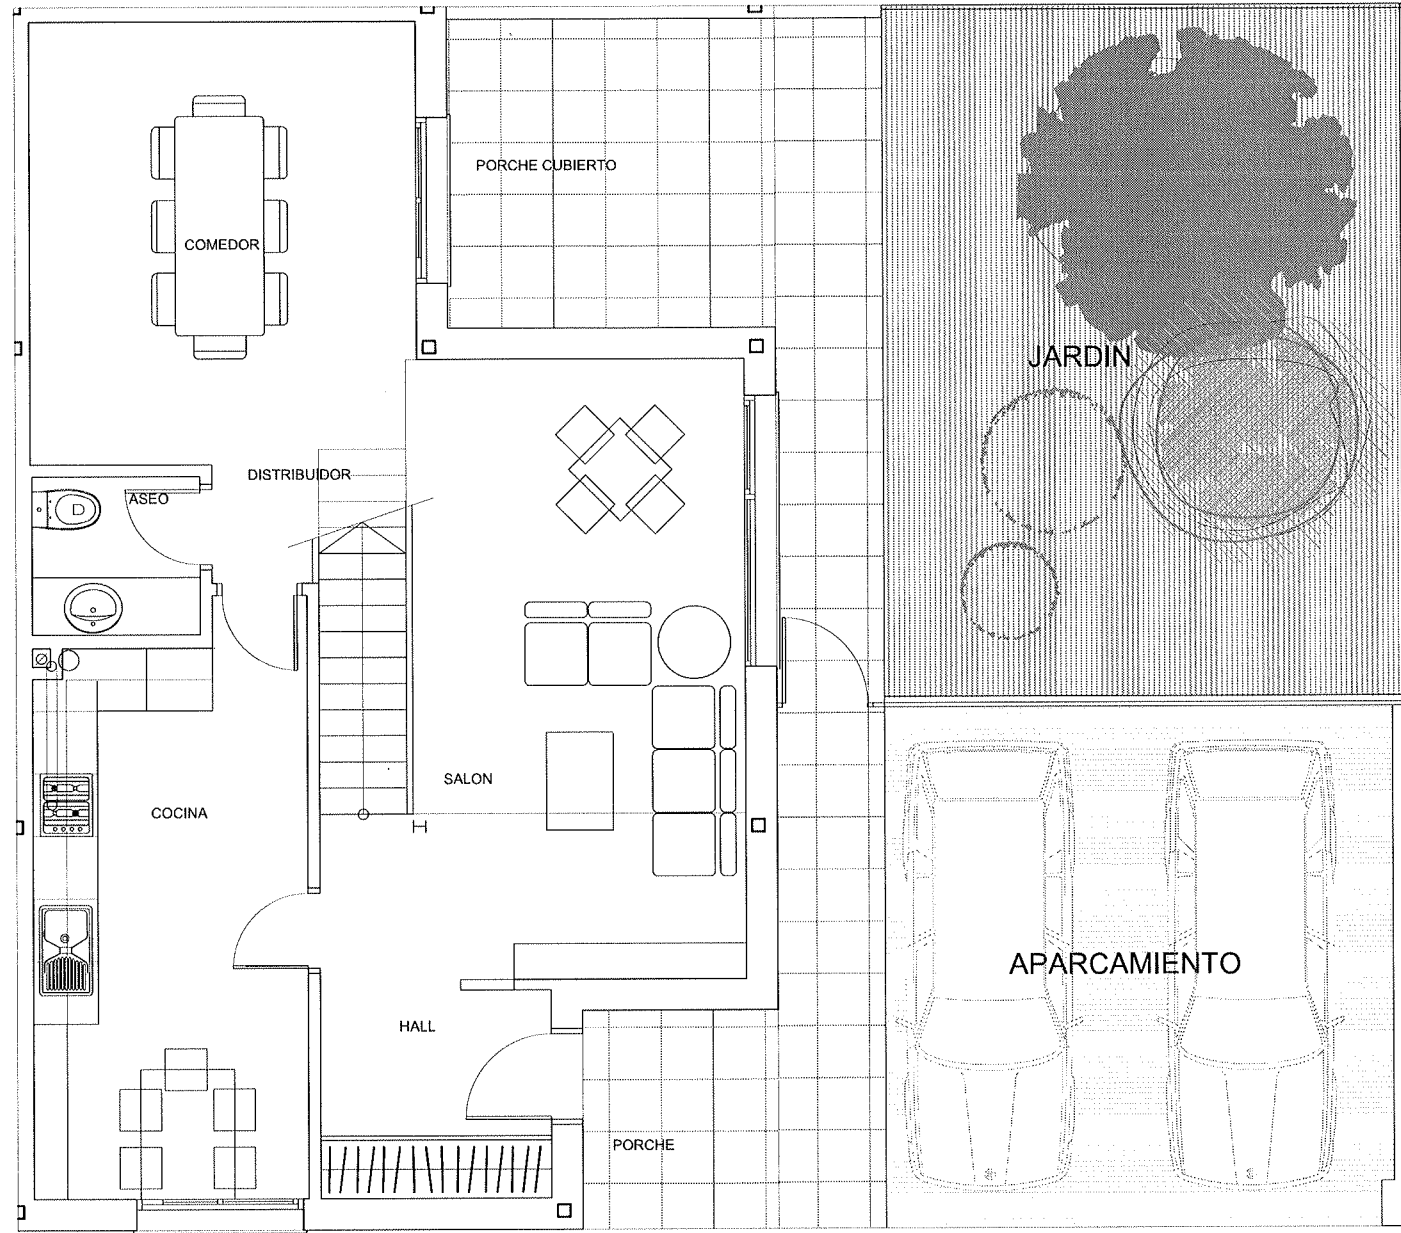 PORCHE CUBIERTO
COMEDOR
JARDIN
DISTRIBUIDOR
ASEO
SALON
COCINA
APARCAMIENTO
HALL
PORCHE